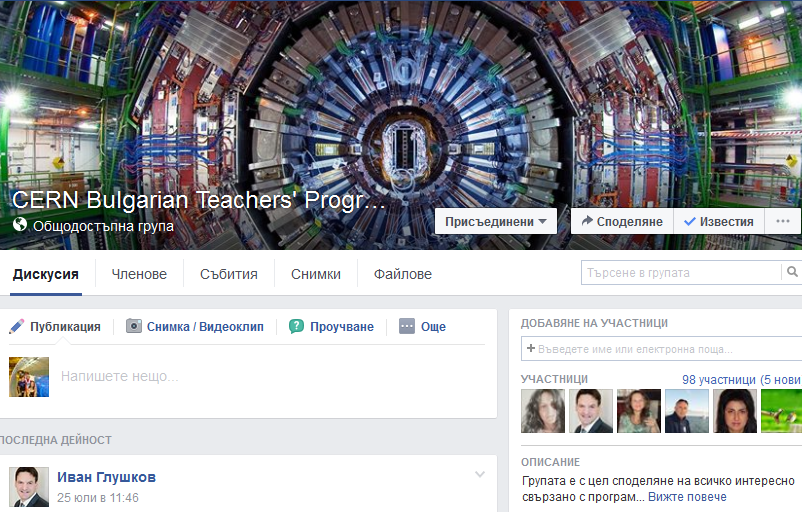 CERN Bulgarian Teachers' Progr...
Общодостъпна група
Присъединени
Споделяне
Известия
Дискусия
Членове
Събития
Снимки
Файлове
Търсене в групата
Публикация
Снимка / Видеоклип
Проучване
Още
Напишете нещо...
ПОСЛЕДНА ДЕЙНОСТ
Иван Глушков
25 юли в 11:46
ДОБАВЯНЕ НА УЧАСТНИЦИ
+ Въведете име или електронна поща...
УЧАСТНИЦИ
98 участници (5 нови
ОПИСАНИЕ
Групата е с цел споделяне на всичко интересно
свързано с програм... Вижте повече